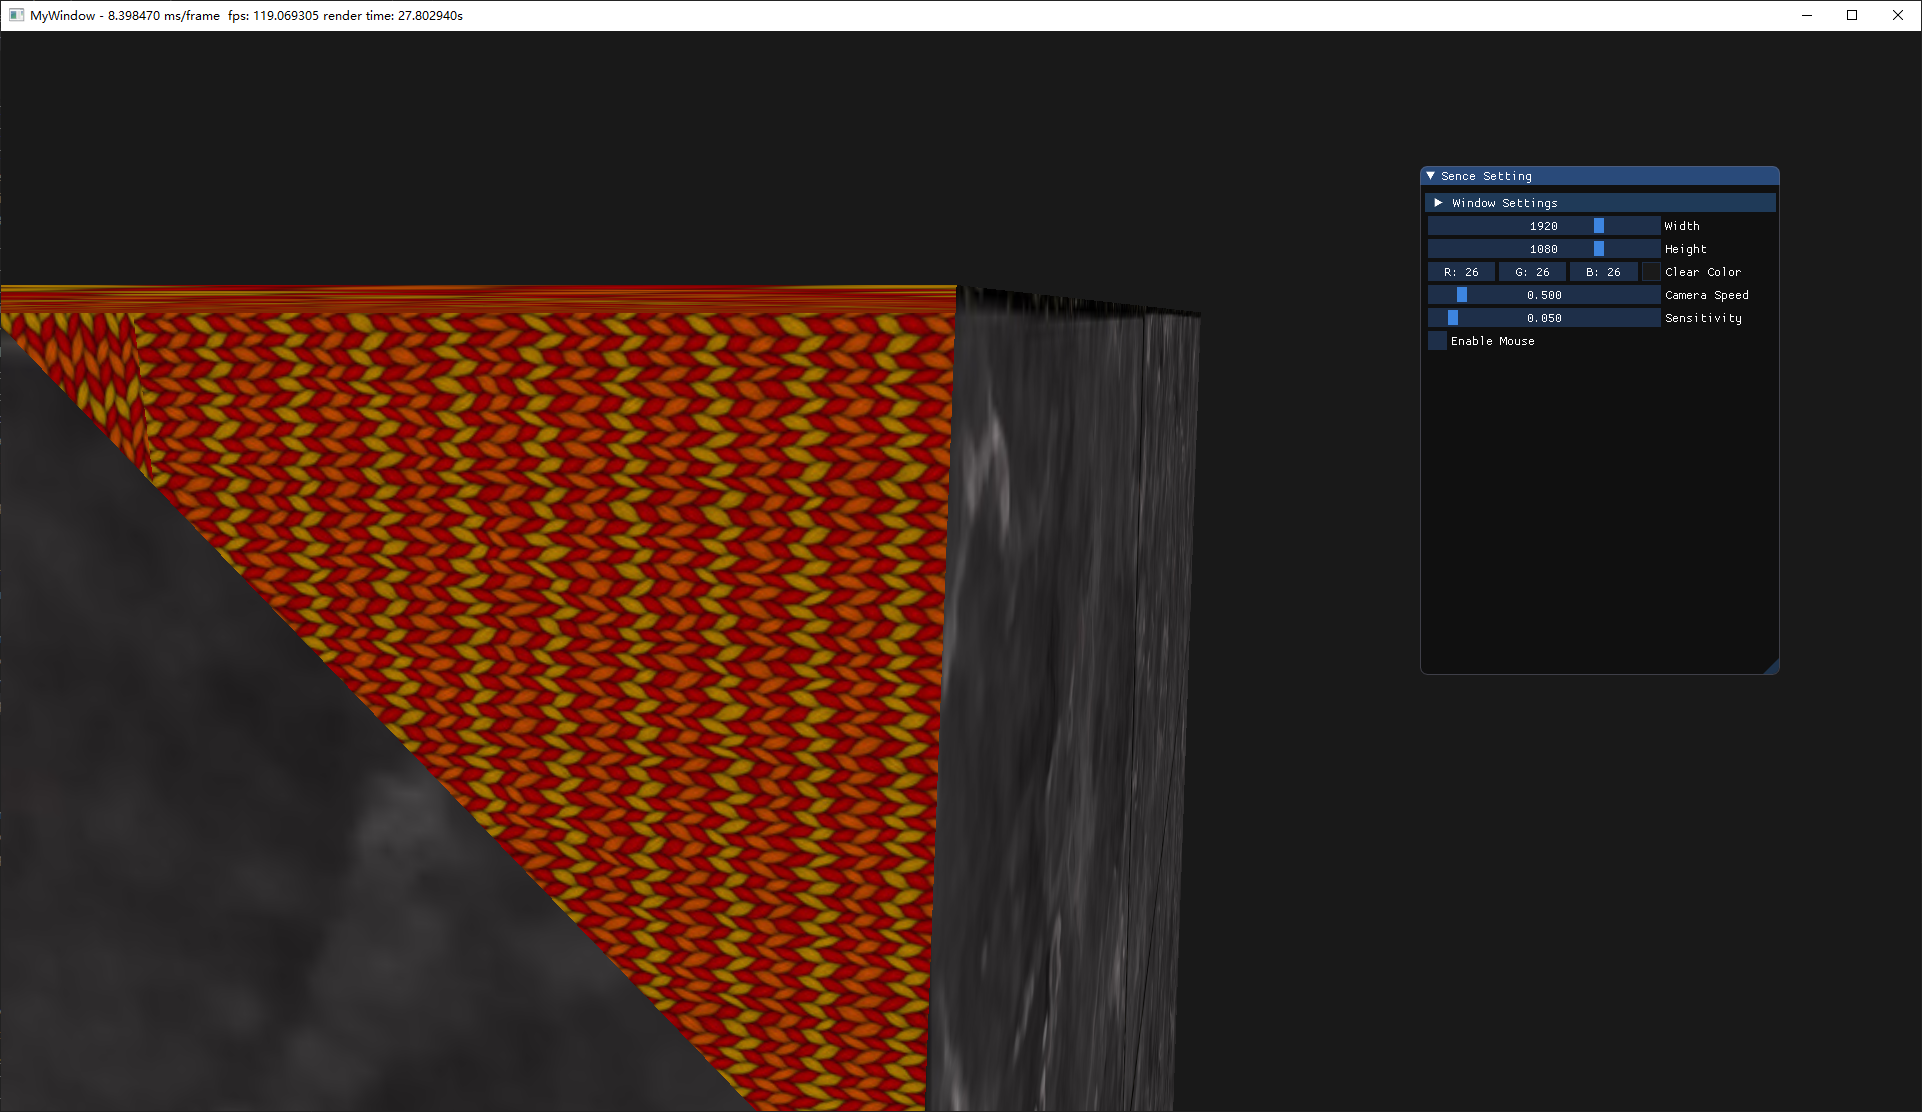 MyWindow - 8.398470 ms/frame fps: 119.069305 render time: 27.802940s
Sence Setting
Window Settings
1920 Width
1080 Height
R: 26 G: 26 B: 26 Clear Color
0.500 Camera Speed
0.050 Sensitivity
Enable Mouse